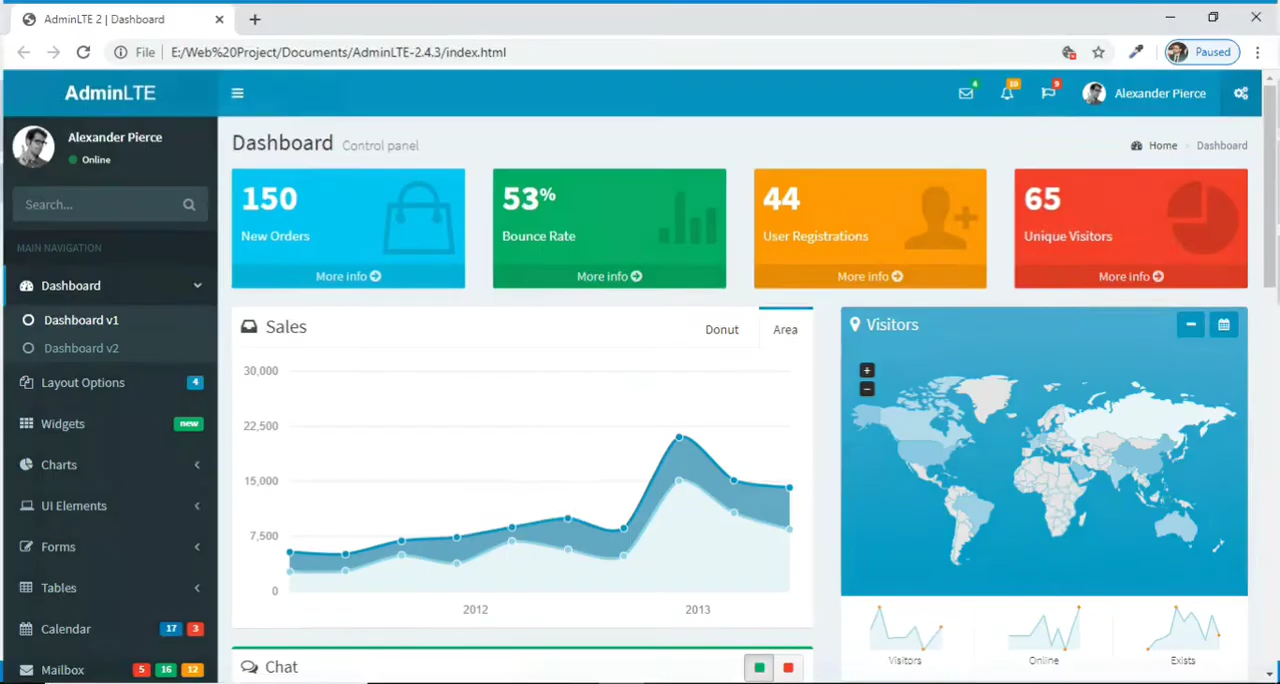 AdminLTE 2 | Dashboard
File E:/Web%20Project/Documents/AdminLTE-2.4.3/index.html
Paused
AdminLTE
4
10
9
Alexander Pierce
Alexander Pierce
Online
Search...
MAIN NAVIGATION
Dashboard
Dashboard v1
Dashboard v2
Layout Options 4
Widgets new
Charts
UI Elements
Forms
Tables
Calendar 17 3
Mailbox 5 16 12
Dashboard Control panel
Home Dashboard
150
New Orders
More info
53%
Bounce Rate
More info
44
User Registrations
More info
65
Unique Visitors
More info
Sales
Donut
Area
30,000
22,500
15,000
7,500
0
2012
2013
Visitors
+
−
Visitors
Online
Exists
Chat